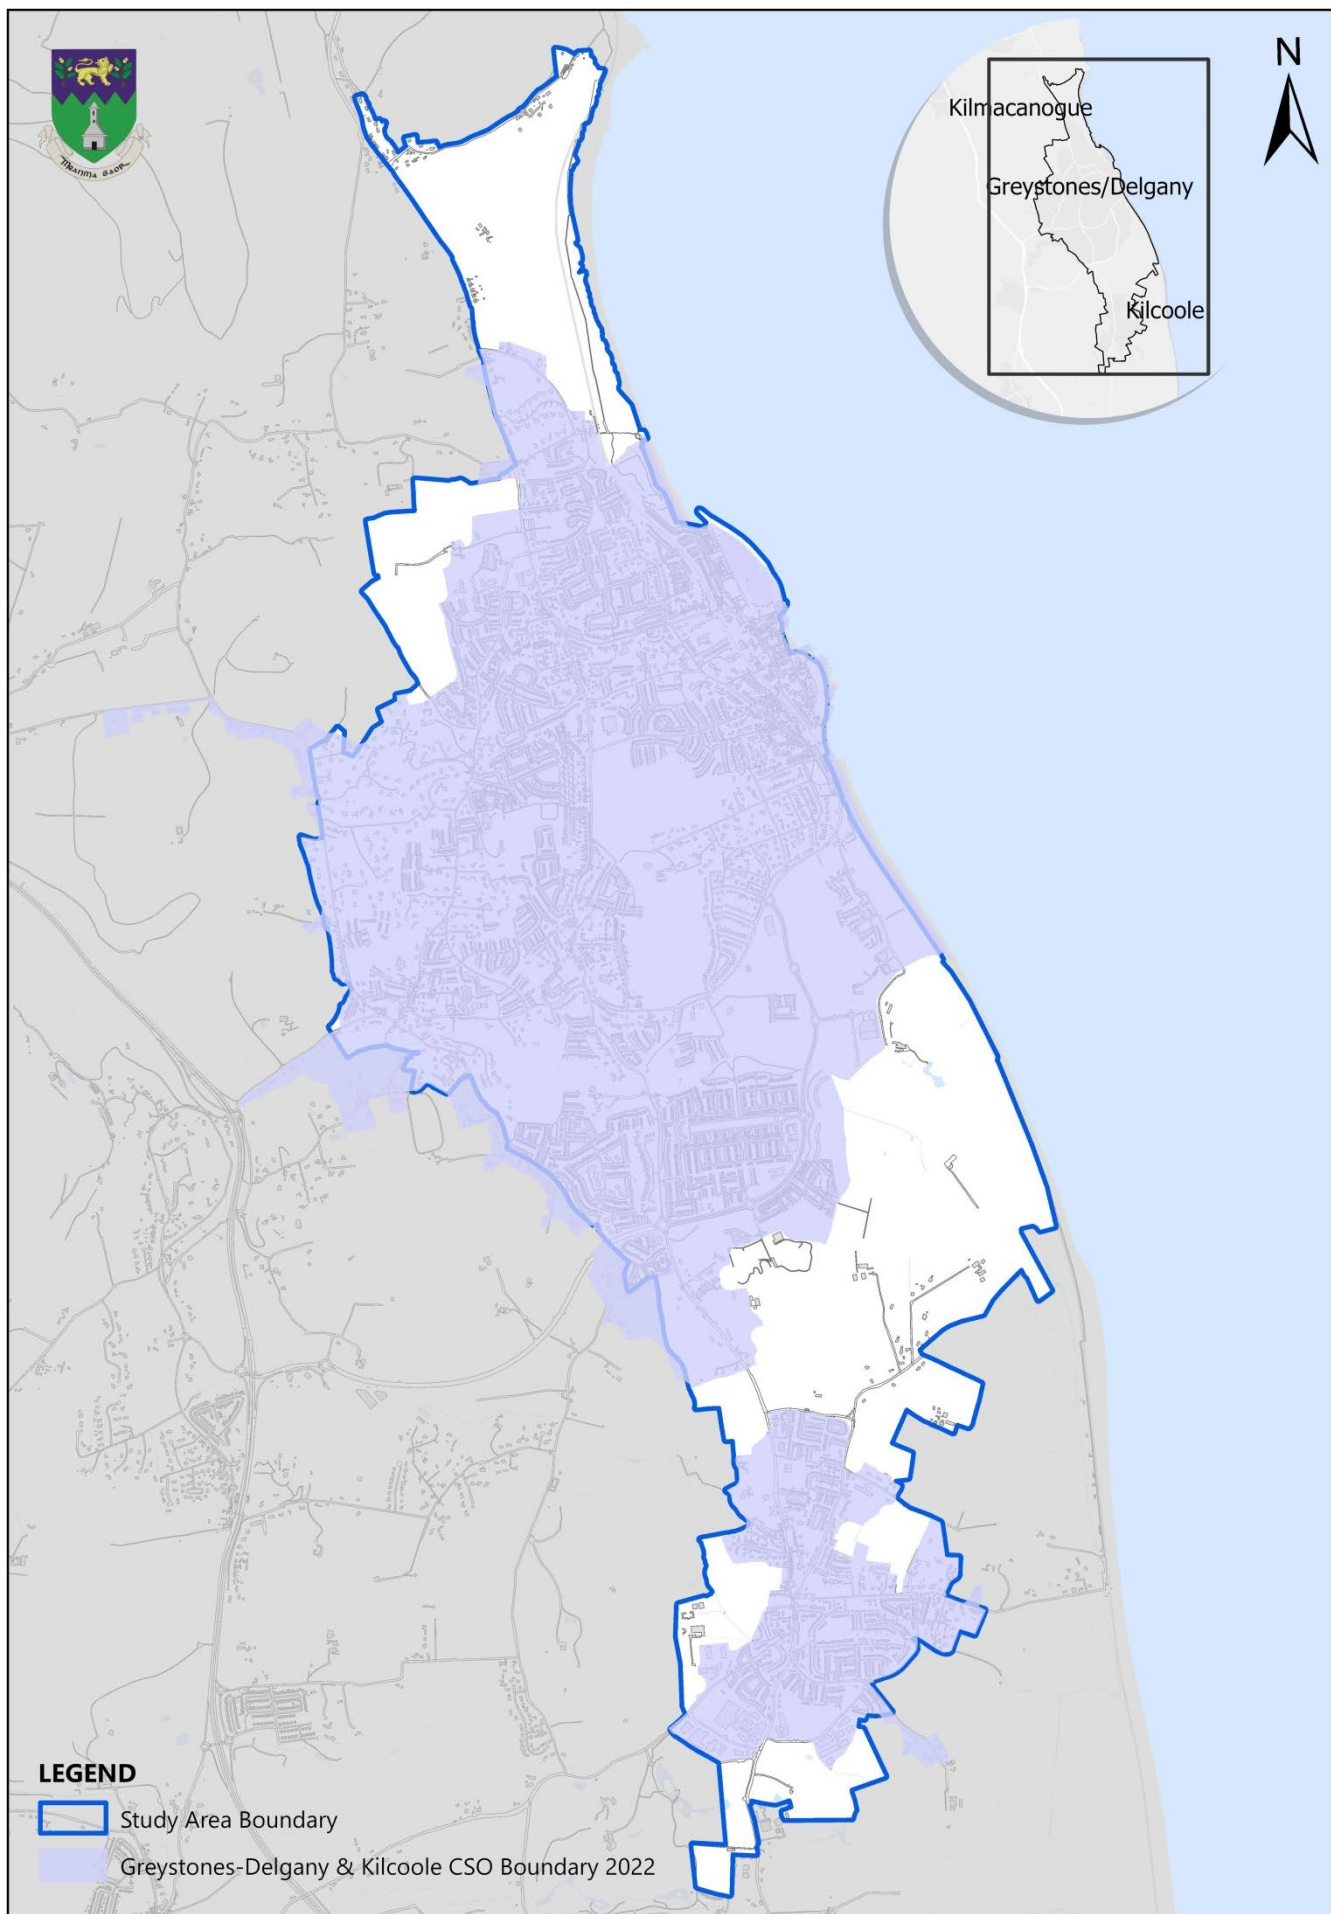 N
Kilmacanogue
Greystones/Delgany
Kilcoole
LEGEND
Study Area Boundary
Greystones-Delgany & Kilcoole CSO Boundary 2022